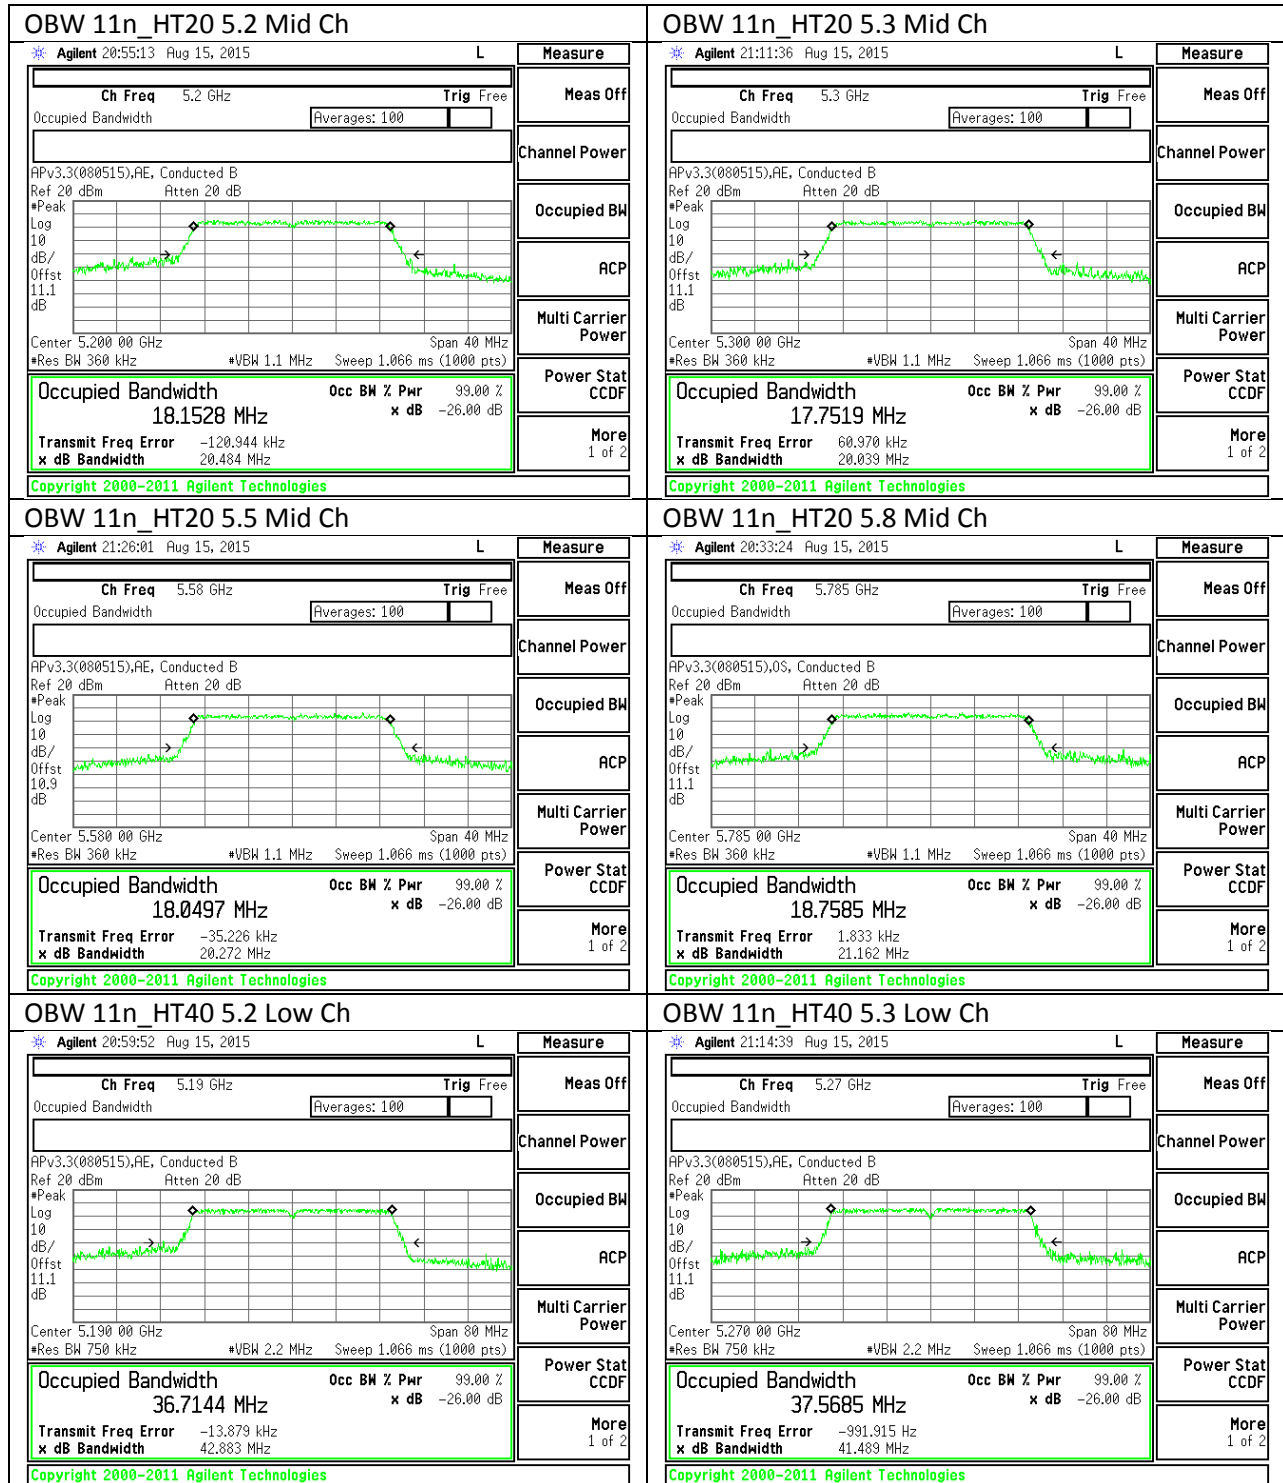 OBW 11n_HT20 5.2 Mid Ch
Agilent 20:55:13 Aug 15, 2015 L Measure
Ch Freq 5.2 GHz Trig Free
Meas Off
Occupied Bandwidth Averages: 100
Channel Power
APv3.3(080515),AE, Conducted B
Ref 20 dBm Atten 20 dB
#Peak
Log
10
dB/
Offst
11.1
dB
Occupied BW
ACP
Multi Carrier
Power
Center 5.200 00 GHz Span 40 MHz
#Res BW 360 kHz #VBW 1.1 MHz Sweep 1.066 ms (1000 pts)
Power Stat
CCDF
Occupied Bandwidth Occ BW % Pwr 99.00 %
18.1528 MHz x dB -26.00 dB
Transmit Freq Error -120.944 kHz
x dB Bandwidth 20.484 MHz
More
1 of 2
Copyright 2000-2011 Agilent Technologies
OBW 11n_HT20 5.3 Mid Ch
Agilent 21:11:36 Aug 15, 2015 L Measure
Ch Freq 5.3 GHz Trig Free
Meas Off
Occupied Bandwidth Averages: 100
Channel Power
APv3.3(080515),AE, Conducted B
Ref 20 dBm Atten 20 dB
#Peak
Log
10
dB/
Offst
11.1
dB
Occupied BW
ACP
Multi Carrier
Power
Center 5.300 00 GHz Span 40 MHz
#Res BW 360 kHz #VBW 1.1 MHz Sweep 1.066 ms (1000 pts)
Power Stat
CCDF
Occupied Bandwidth Occ BW % Pwr 99.00 %
17.7519 MHz x dB -26.00 dB
Transmit Freq Error 60.970 kHz
x dB Bandwidth 20.039 MHz
More
1 of 2
Copyright 2000-2011 Agilent Technologies
OBW 11n_HT20 5.5 Mid Ch
Agilent 21:26:01 Aug 15, 2015 L Measure
Ch Freq 5.58 GHz Trig Free
Meas Off
Occupied Bandwidth Averages: 100
Channel Power
APv3.3(080515),AE, Conducted B
Ref 20 dBm Atten 20 dB
#Peak
Log
10
dB/
Offst
10.9
dB
Occupied BW
ACP
Multi Carrier
Power
Center 5.580 00 GHz Span 40 MHz
#Res BW 360 kHz #VBW 1.1 MHz Sweep 1.066 ms (1000 pts)
Power Stat
CCDF
Occupied Bandwidth Occ BW % Pwr 99.00 %
18.0497 MHz x dB -26.00 dB
Transmit Freq Error -35.226 kHz
x dB Bandwidth 20.272 MHz
More
1 of 2
Copyright 2000-2011 Agilent Technologies
OBW 11n_HT20 5.8 Mid Ch
Agilent 20:33:24 Aug 15, 2015 L Measure
Ch Freq 5.785 GHz Trig Free
Meas Off
Occupied Bandwidth Averages: 100
Channel Power
APv3.3(080515),OS, Conducted B
Ref 20 dBm Atten 20 dB
#Peak
Log
10
dB/
Offst
11.1
dB
Occupied BW
ACP
Multi Carrier
Power
Center 5.785 00 GHz Span 40 MHz
#Res BW 360 kHz #VBW 1.1 MHz Sweep 1.066 ms (1000 pts)
Power Stat
CCDF
Occupied Bandwidth Occ BW % Pwr 99.00 %
18.7585 MHz x dB -26.00 dB
Transmit Freq Error 1.833 kHz
x dB Bandwidth 21.162 MHz
More
1 of 2
Copyright 2000-2011 Agilent Technologies
OBW 11n_HT40 5.2 Low Ch
Agilent 20:59:52 Aug 15, 2015 L Measure
Ch Freq 5.19 GHz Trig Free
Meas Off
Occupied Bandwidth Averages: 100
Channel Power
APv3.3(080515),AE, Conducted B
Ref 20 dBm Atten 20 dB
#Peak
Log
10
dB/
Offst
11.1
dB
Occupied BW
ACP
Multi Carrier
Power
Center 5.190 00 GHz Span 80 MHz
#Res BW 750 kHz #VBW 2.2 MHz Sweep 1.066 ms (1000 pts)
Power Stat
CCDF
Occupied Bandwidth Occ BW % Pwr 99.00 %
36.7144 MHz x dB -26.00 dB
Transmit Freq Error -13.879 kHz
x dB Bandwidth 42.883 MHz
More
1 of 2
Copyright 2000-2011 Agilent Technologies
OBW 11n_HT40 5.3 Low Ch
Agilent 21:14:39 Aug 15, 2015 L Measure
Ch Freq 5.27 GHz Trig Free
Meas Off
Occupied Bandwidth Averages: 100
Channel Power
APv3.3(080515),AE, Conducted B
Ref 20 dBm Atten 20 dB
#Peak
Log
10
dB/
Offst
11.1
dB
Occupied BW
ACP
Multi Carrier
Power
Center 5.270 00 GHz Span 80 MHz
#Res BW 750 kHz #VBW 2.2 MHz Sweep 1.066 ms (1000 pts)
Power Stat
CCDF
Occupied Bandwidth Occ BW % Pwr 99.00 %
37.5685 MHz x dB -26.00 dB
Transmit Freq Error -991.915 Hz
x dB Bandwidth 41.489 MHz
More
1 of 2
Copyright 2000-2011 Agilent Technologies